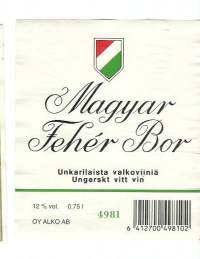 Magyar
Fehér Bor
Unkarilaista valkoviiniä
Ungerskt vitt vin
12 % vol. 0,75 l
OY ALKO AB
4981
6 412700 498102